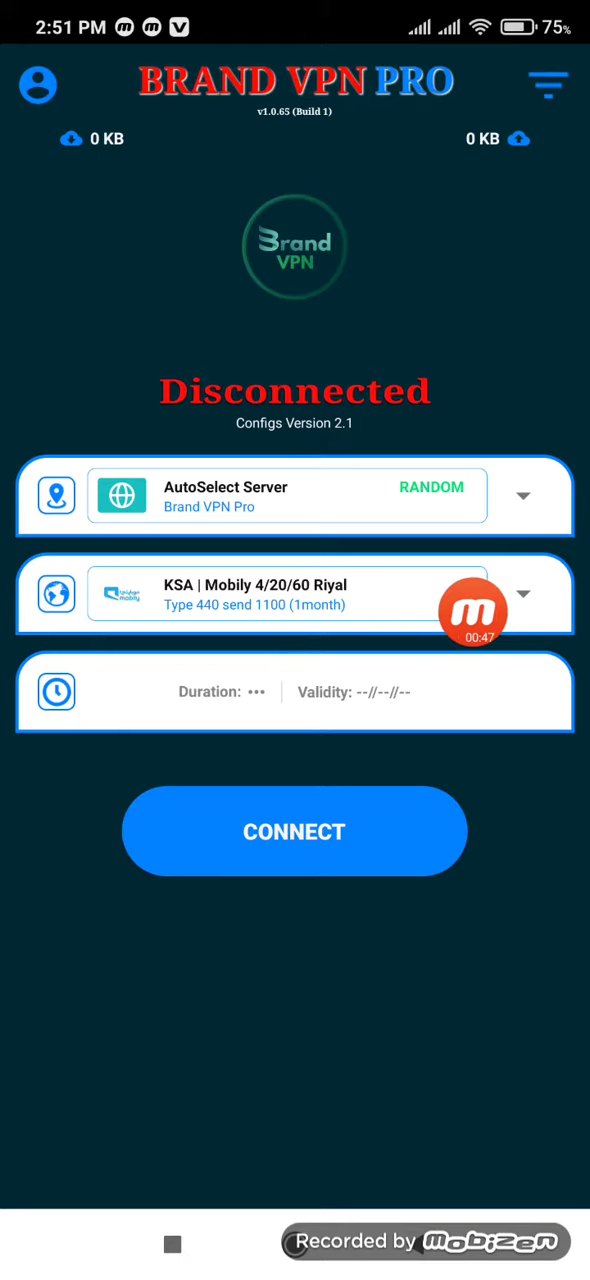 2:51 PM
75%
BRAND VPN PRO
v1.0.65 (Build 1)
0 KB
0 KB
Brand
VPN
Disconnected
Configs Version 2.1
AutoSelect Server
RANDOM
Brand VPN Pro
KSA | Mobily 4/20/60 Riyal
mobily
Type 440 send 1100 (1month)
00:47
Duration: •••
Validity: --//--//--
CONNECT
Recorded by mobizen